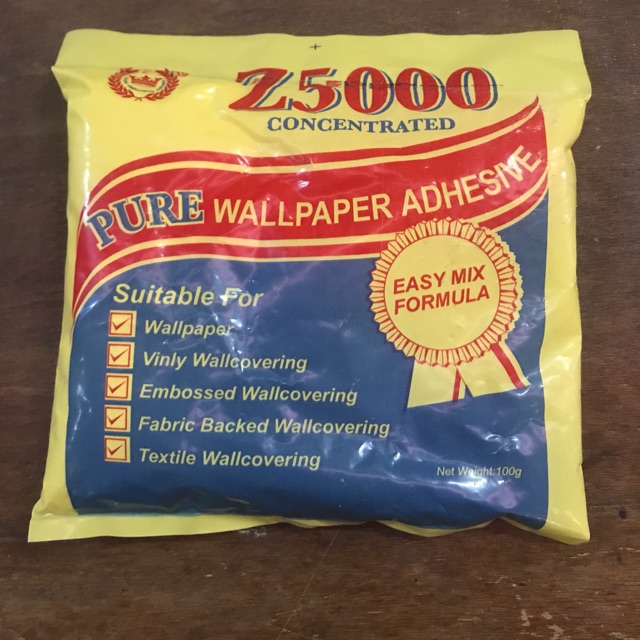 Z5000
CONCENTRATED
PURE WALLPAPER ADHESIVE
EASY MIX
FORMULA
Suitable For
Wallpaper
Vinly Wallcovering
Embossed Wallcovering
Fabric Backed Wallcovering
Textile Wallcovering
Net Weight:100g